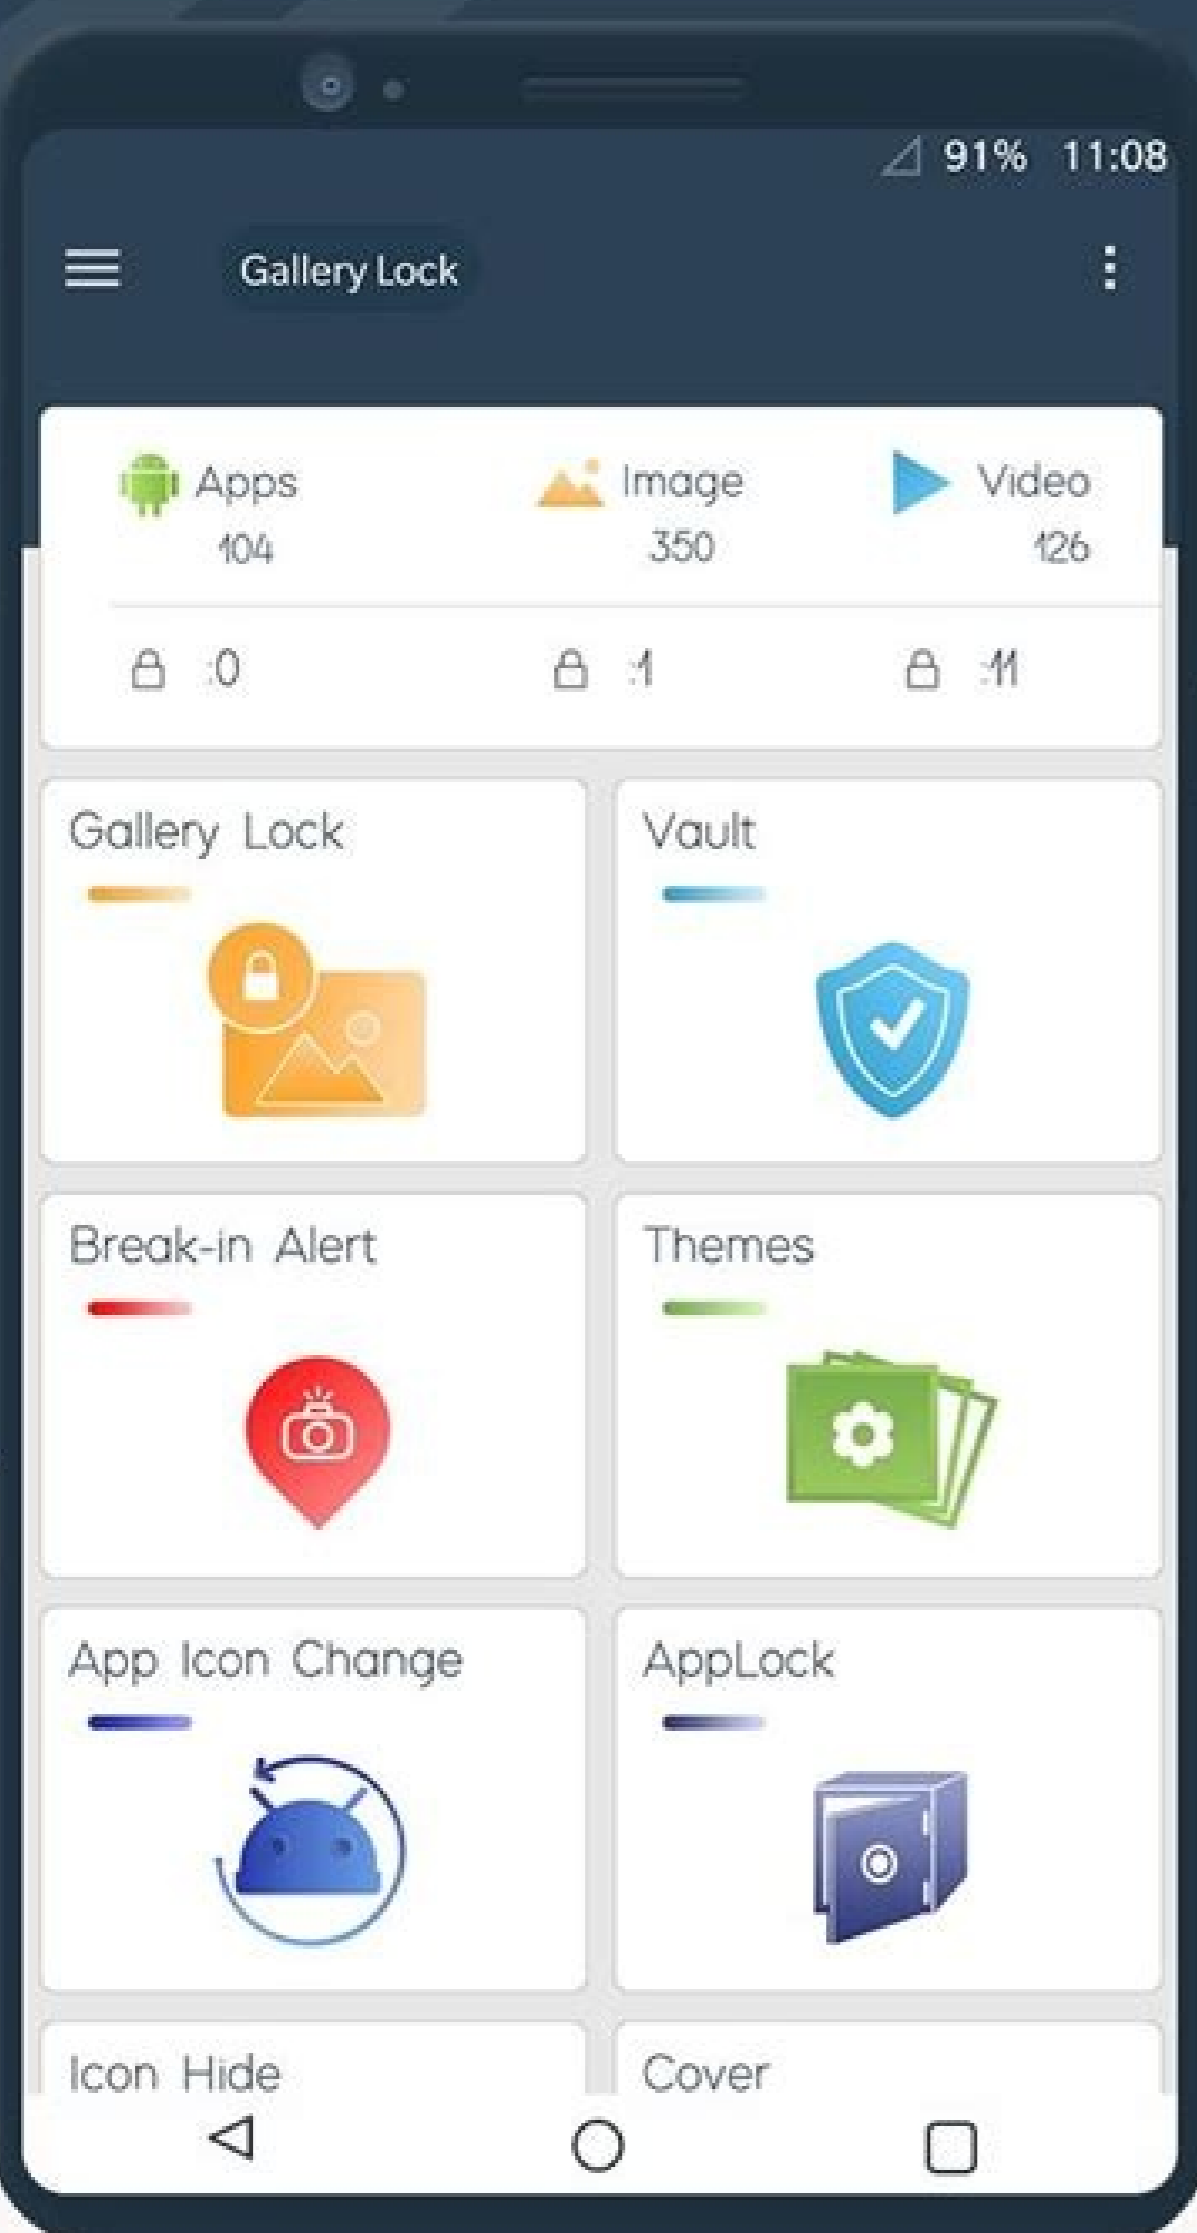 91% 11:08
Gallery Lock
Apps Image Video
104 350 126
:0 :1 :11
Gallery Lock Vault
Break-in Alert Themes
App Icon Change AppLock
Icon Hide Cover